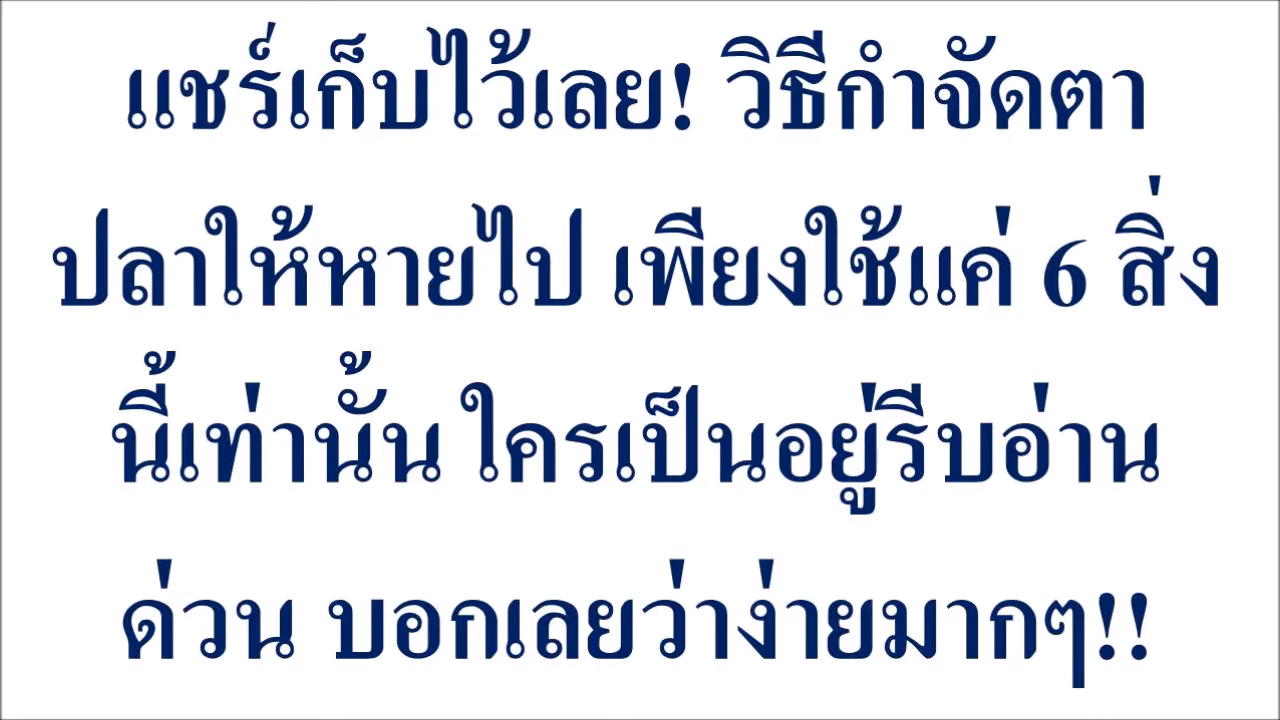 แชร์เก็บไว้เลย! วิธีกำจัดตา
ปลาให้หายไป เพียงใช้แค่ 6 สิ่ง
นี้เท่านั้น ใครเป็นอยู่รีบอ่าน
ด่วน บอกเลยว่าง่ายมากๆ!!